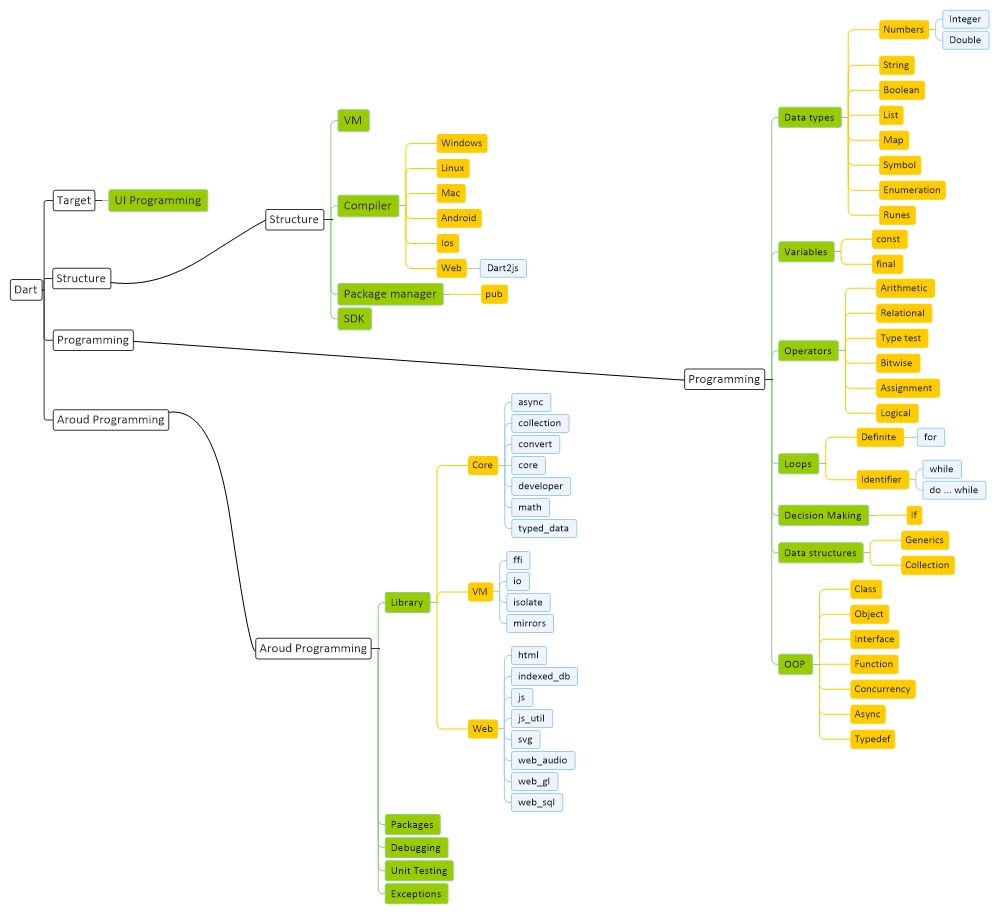 Dart
Target
UI Programming
Structure
Structure
VM
Compiler
Windows
Linux
Mac
Android
Ios
Web
Dart2js
Package manager
pub
SDK
Programming
Programming
Data types
Numbers
Integer
Double
String
Boolean
List
Map
Symbol
Enumeration
Runes
Variables
const
final
Operators
Arithmetic
Relational
Type test
Bitwise
Assignment
Logical
Loops
Definite
for
Identifier
while
do ... while
Decision Making
If
Data structures
Generics
Collection
OOP
Class
Object
Interface
Function
Concurrency
Async
Typedef
Aroud Programming
Aroud Programming
Library
Core
async
collection
convert
core
developer
math
typed_data
VM
ffi
io
isolate
mirrors
Web
html
indexed_db
js
js_util
svg
web_audio
web_gl
web_sql
Packages
Debugging
Unit Testing
Exceptions